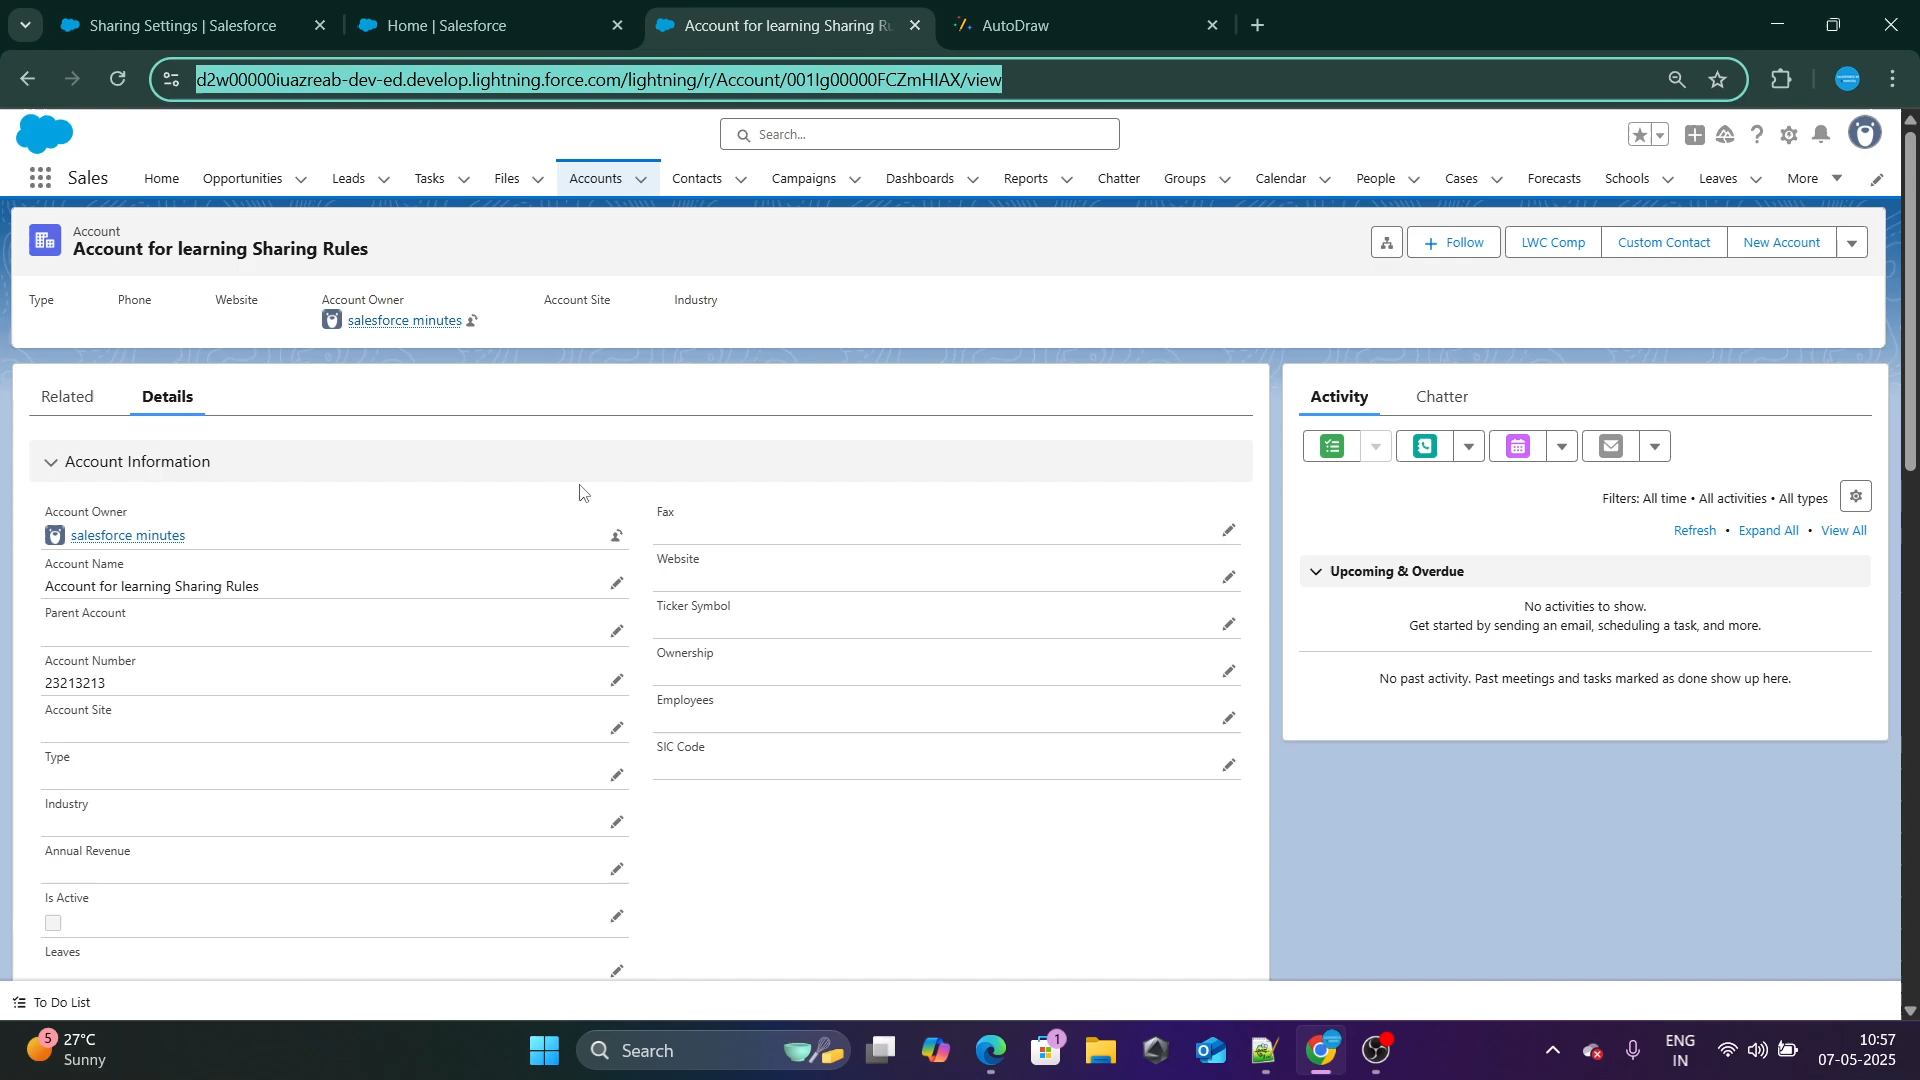 Sharing Settings | Salesforce
Home | Salesforce
Account for learning Sharing Ru
AutoDraw
d2w00000iuazreab-dev-ed.develop.lightning.force.com/lightning/r/Account/001Ig00000FCZmHIAX/view
Search...
Sales
Home
Opportunities
Leads
Tasks
Files
Accounts
Contacts
Campaigns
Dashboards
Reports
Chatter
Groups
Calendar
People
Cases
Forecasts
Schools
Leaves
More
Account
Account for learning Sharing Rules
Follow
LWC Comp
Custom Contact
New Account
Type
Phone
Website
Account Owner
salesforce minutes
Account Site
Industry
Related
Details
Account Information
Account Owner
salesforce minutes
Account Name
Account for learning Sharing Rules
Parent Account
Account Number
23213213
Account Site
Type
Industry
Annual Revenue
Is Active
Leaves
Fax
Website
Ticker Symbol
Ownership
Employees
SIC Code
Activity
Chatter
Filters: All time • All activities • All types
Refresh • Expand All • View All
Upcoming & Overdue
No activities to show.
Get started by sending an email, scheduling a task, and more.
No past activity. Past meetings and tasks marked as done show up here.
To Do List
5
27°C
Sunny
Search
1
ENG
IN
10:57
07-05-2025